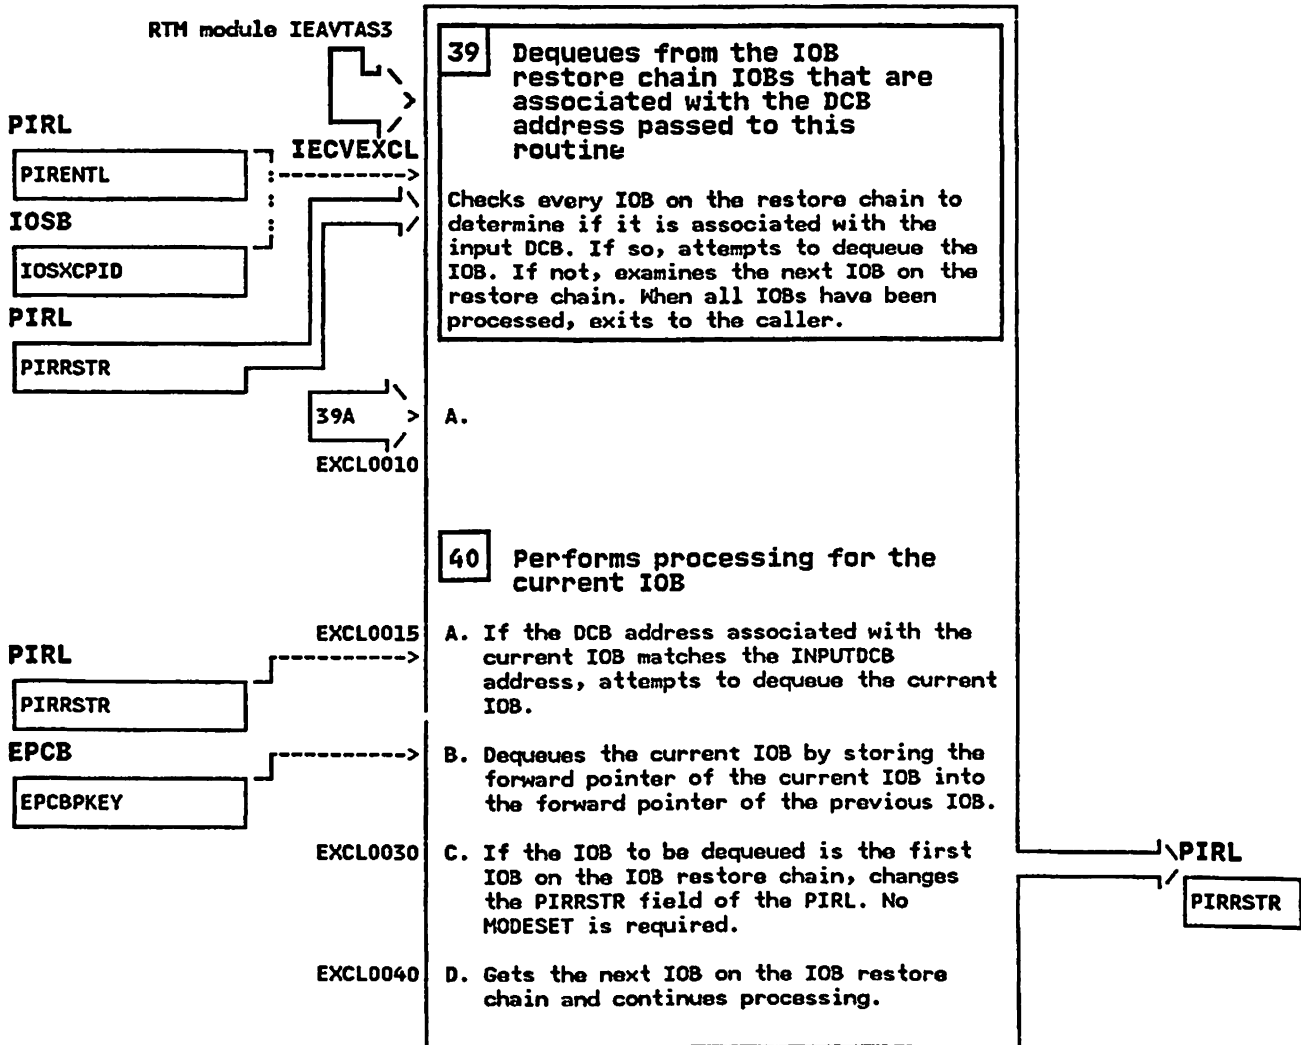 RTM module IEAVTAS3
39 Dequeues from the IOB
restore chain IOBs that are
associated with the DCB
address passed to this
routine
PIRL
IECVEXCL
PIRENTL
Checks every IOB on the restore chain to
IOSB
determine if it is associated with the
input DCB. If so, attempts to dequeue the
IOSXCPID
IOB. If not, examines the next IOB on the
restore chain. When all IOBs have been
PIRL
processed, exits to the caller.
PIRRSTR
39A
A.
EXCL0010
40 Performs processing for the
current IOB
EXCL0015
A. If the DCB address associated with the
PIRL
current IOB matches the INPUTDCB
address, attempts to dequeue the current
PIRRSTR
IOB.
EPCB
B. Dequeues the current IOB by storing the
forward pointer of the current IOB into
EPCBPKEY
the forward pointer of the previous IOB.
EXCL0030
C. If the IOB to be dequeued is the first
PIRL
IOB on the IOB restore chain, changes
the PIRRSTR field of the PIRL. No
PIRRSTR
MODESET is required.
EXCL0040
D. Gets the next IOB on the IOB restore
chain and continues processing.